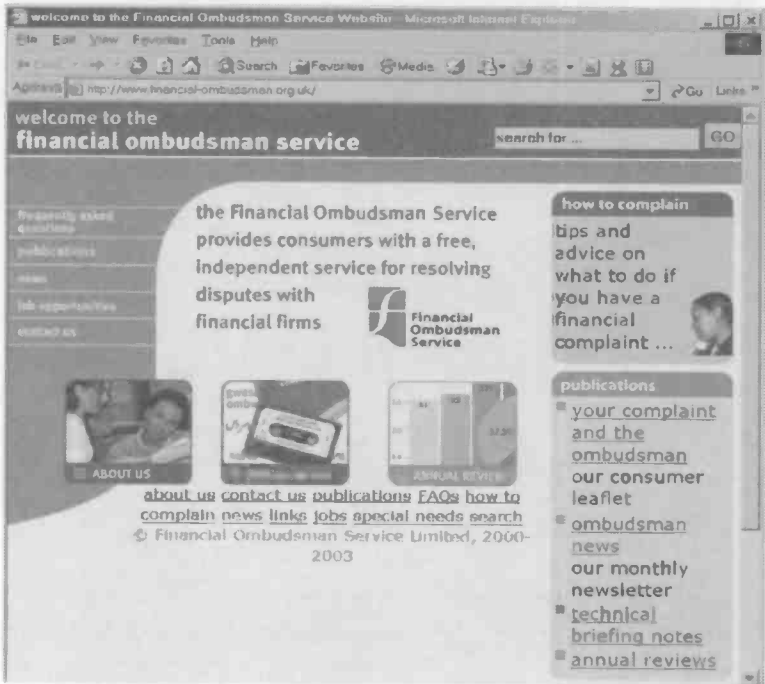 welcome to the Financial Ombudsman Service Website - Microsoft Internet Explorer
File Edit View Favorites Tools Help
Search Favorites Media
Address http://www.financial-ombudsman.org.uk/ Go Links »
welcome to the
financial ombudsman service
search for ... GO
frequently asked
questions
publications
news
job opportunities
contact us
the Financial Ombudsman Service
provides consumers with a free,
independent service for resolving
disputes with
financial firms
Financial
Ombudsman
Service
how to complain
tips and
advice on
what to do if
you have a
financial
complaint ...
ABOUT US
ANNUAL REVIEW
about us contact us publications FAQs how to
complain news links jobs special needs search
© Financial Ombudsman Service Limited, 2000-
2003
publications
your complaint
and the
ombudsman
our consumer
leaflet
ombudsman
news
our monthly
newsletter
technical
briefing notes
annual reviews